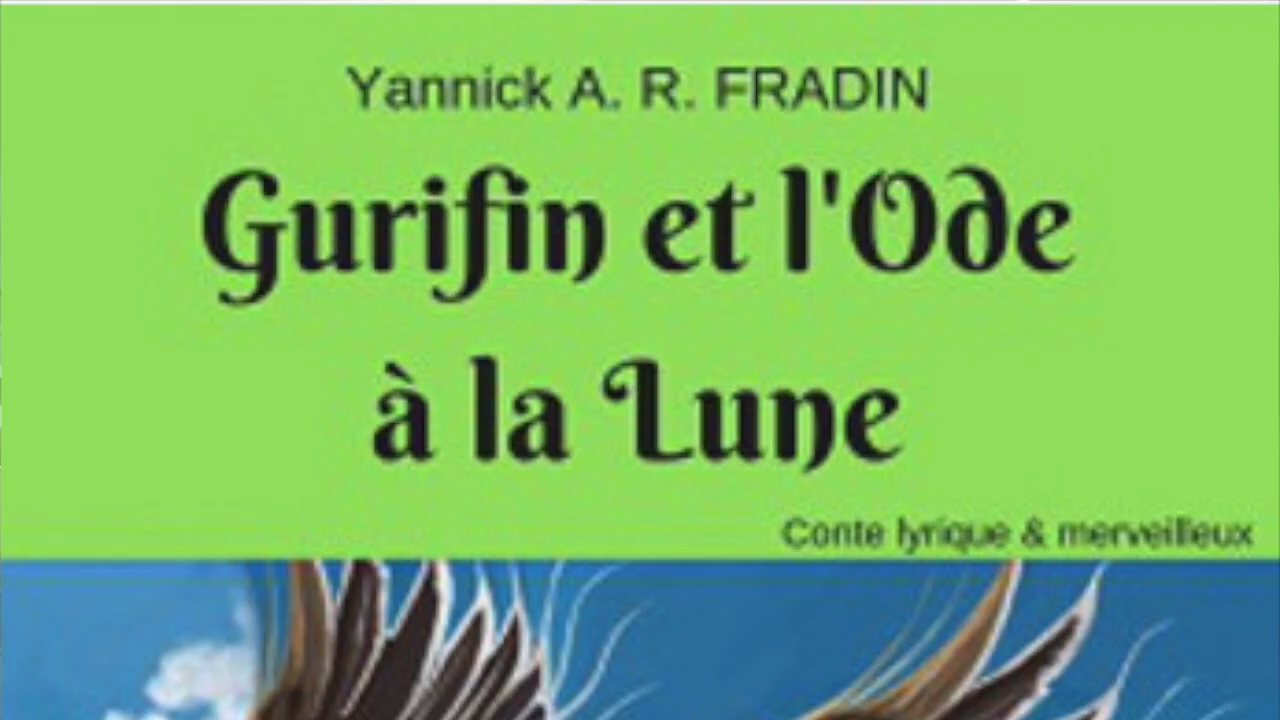 Yannick A. R. FRADIN
Gurifin et l'Ode
à la Lune
Conte lyrique & merveilleux